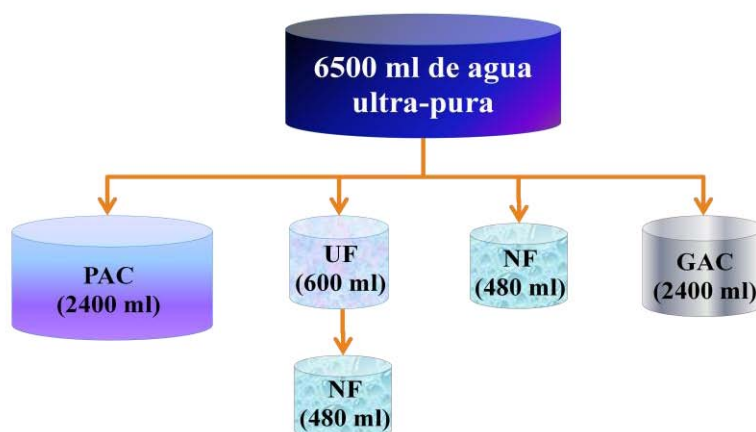 6500 ml de agua
ultra-pura
PAC
(2400 ml)
UF
(600 ml)
NF
(480 ml)
GAC
(2400 ml)
NF
(480 ml)